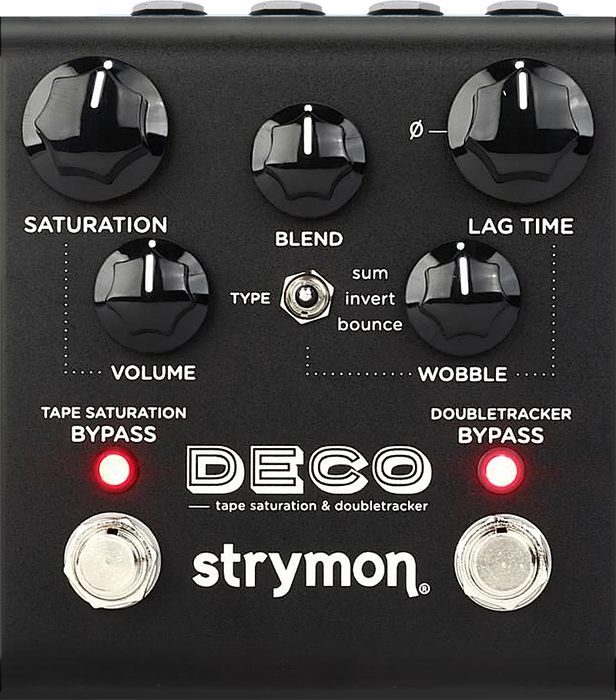 Ø
SATURATION
BLEND
LAG TIME
TYPE
sum
invert
bounce
VOLUME
WOBBLE
TAPE SATURATION
BYPASS
DOUBLETRACKER
BYPASS
DECO
tape saturation & doubletracker
strymon®